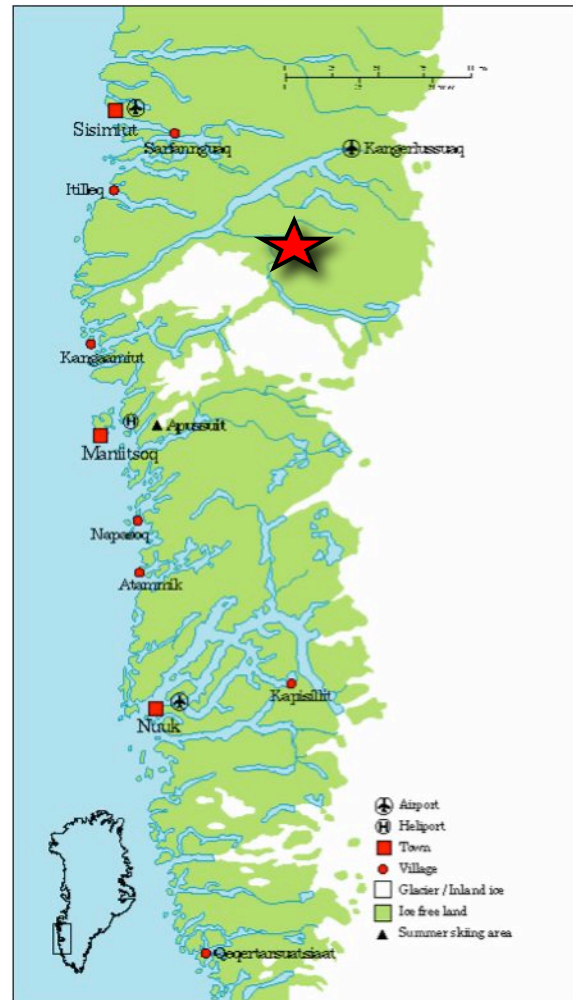 Sisimiut
Sarfannguaq
Kangerlussuaq
Itilleq
Kangaamiut
H
Apussuit
Maniitsoq
Napasoq
Atammik
Kapisillit
Nuuk
Airport
H Heliport
Town
Village
Glacier / Inland ice
Ice free land
Summer skiing area
Qeqertarsuatsiaat